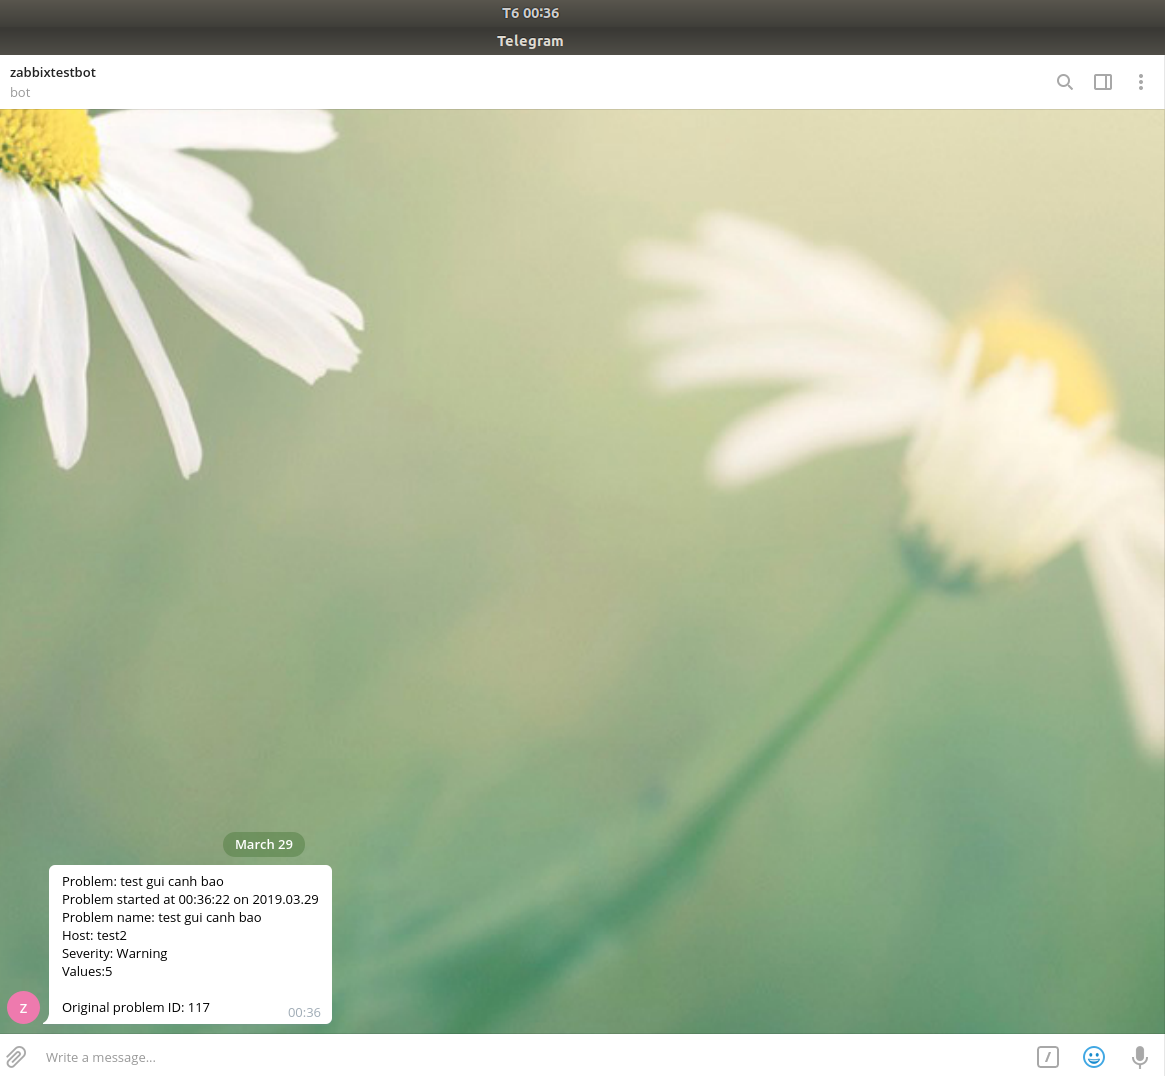 T6 00:36
Telegram
zabbixtestbot
bot
March 29
Problem: test gui canh bao
Problem started at 00:36:22 on 2019.03.29
Problem name: test gui canh bao
Host: test2
Severity: Warning
Values:5
Original problem ID: 117
00:36
Z
Write a message...
/